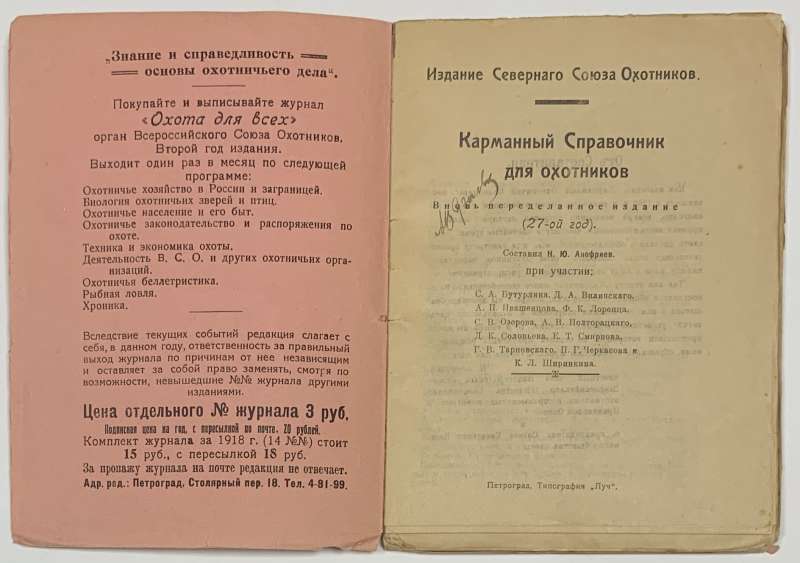 „Знание и справедливость
основы охотничьего дела“.
Покупайте и выписывайте журнал
«Охота для всех»
орган Всероссийского Союза Охотников.
Второй год издания.
Выходит один раз в месяц по следующей
программе:
Охотничье хозяйство в России и заграницей.
Биология охотничьих зверей и птиц.
Охотничье население и его быт.
Охотничье законодательство и распоряжения по
охоте.
Техника и экономика охоты.
Деятельность В. С. О. и других охотничьих орга-
низаций.
Охотничья беллетристика.
Рыбная ловля.
Хроника.
Вследствие текущих событий редакция слагает с
себя, в данном году, ответственность за правильный
выход журнала по причинам от нее независящим
и оставляет за собой право заменять, смотря по
возможности, невышедшие №№ журнала другими
изданиями.
Цена отдельного № журнала 3 руб.
Подписная цена на год, с пересылкой по почте, 20 рублей.
Комплект журнала за 1918 г. (14 №№) стоит
15 руб., с пересылкой 18 руб.
За пропажу журнала на почте редакция не отвечает.
Адр. ред.: Петроград, Столярный пер. 18. Тел. 4-81-99.
Издание Севернаго Союза Охотников.
Карманный Справочник
для охотников
Вновь переделанное издание
(27-ой год).
Составил Н. Ю. Анофриев.
при участии:
С. А. Бутурлина, Д. А. Вилинскаго,
А. П. Ивашенцова, Ф. К. Лоренца,
С. В. Озерова, А. В. Полторацкаго,
Д. К. Соловьева, К. Т. Смирнова,
Г. В. Тарновскаго, П. Г. Черкасова и
К. Л. Ширинкина.
Петроград, Типография „Луч“.